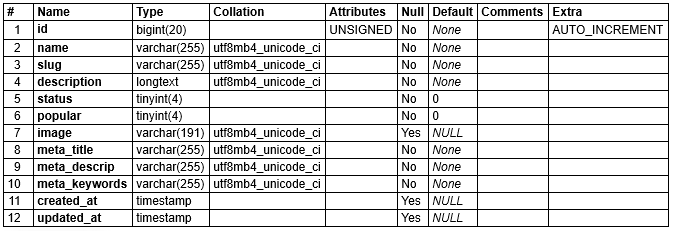 # Name Type Collation Attributes Null Default Comments Extra
1 id bigint(20) UNSIGNED No None AUTO_INCREMENT
2 name varchar(255) utf8mb4_unicode_ci No None
3 slug varchar(255) utf8mb4_unicode_ci No None
4 description longtext utf8mb4_unicode_ci No None
5 status tinyint(4) No 0
6 popular tinyint(4) No 0
7 image varchar(191) utf8mb4_unicode_ci Yes NULL
8 meta_title varchar(255) utf8mb4_unicode_ci No None
9 meta_descrip varchar(255) utf8mb4_unicode_ci No None
10 meta_keywords varchar(255) utf8mb4_unicode_ci No None
11 created_at timestamp Yes NULL
12 updated_at timestamp Yes NULL